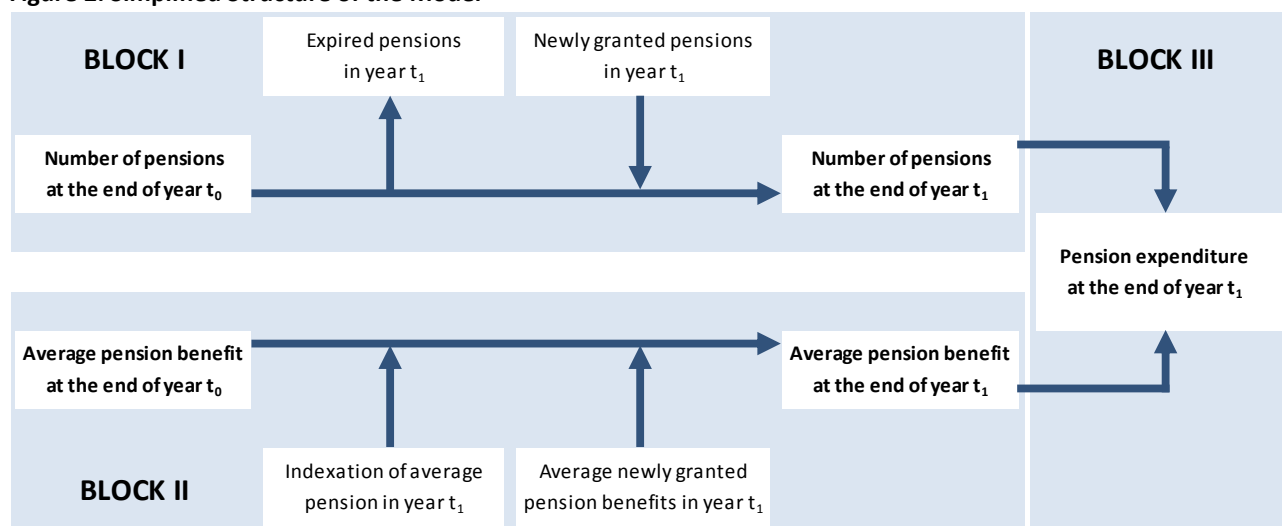 Simplified structure of the model
BLOCK I
Expired pensions
in year t₁
Newly granted pensions
in year t₁
BLOCK III
Number of pensions
at the end of year t₀
Number of pensions
at the end of year t₁
Pension expenditure
at the end of year t₁
Average pension benefit
at the end of year t₀
Average pension benefit
at the end of year t₁
BLOCK II
Indexation of average
pension in year t₁
Average newly granted
pension benefits in year t₁